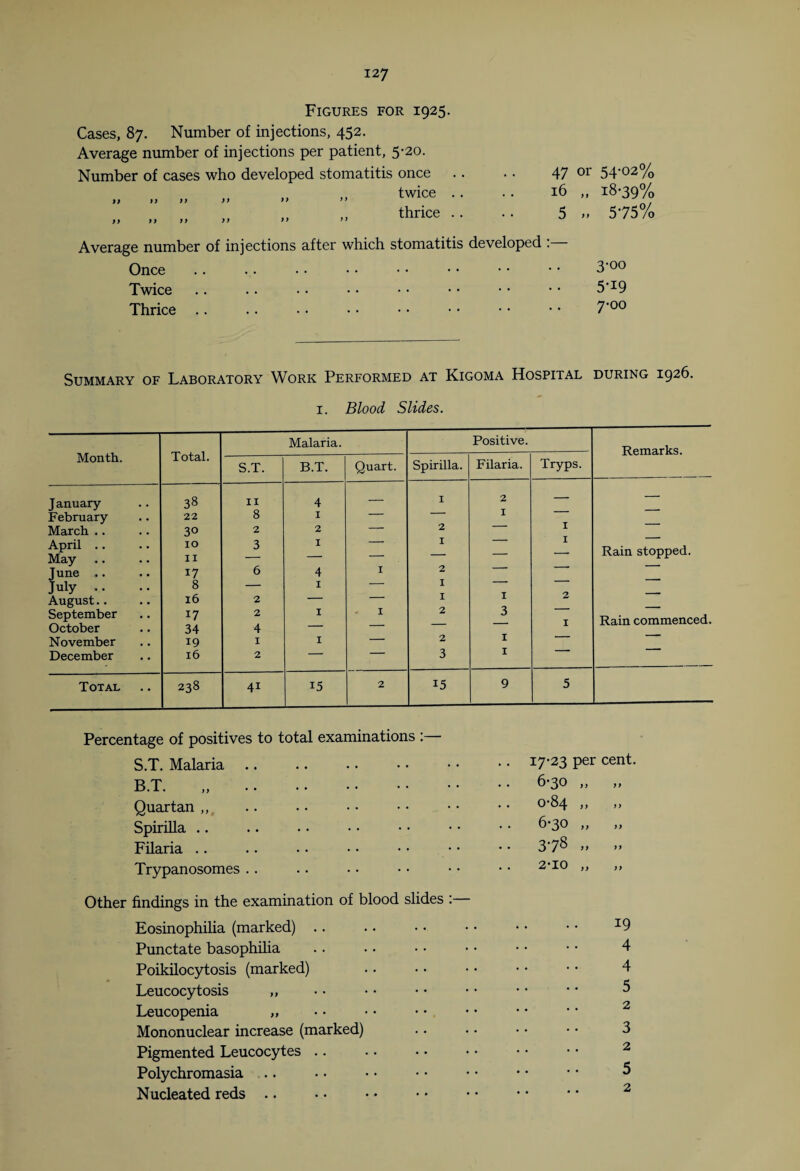 127
Figures for 1925.
Cases, 87. Number of injections, 452.
Average number of injections per patient, 5·20.
Number of cases who developed stomatitis once .. .. 47 or 54·02%
,, ,, ,, ,, ,, ,, twice .. .. 16 ,, 18·39%
,, ,, ,, ,, ,, ,, thrice .. .. 5 ,, 5·75%
Average number of injections after which stomatitis developed :—
Once .. .. .. .. .. .. .. .. 3·00
Twice .. .. .. .. .. .. .. .. 5·19
Thrice .. .. .. .. .. .. .. .. 7·00
Summary of Laboratory Work Performed at Kigoma Hospital during 1926.
1. Blood Slides.
Month. Total. Malaria. Positive. Remarks.
S.T. B.T. Quart. Spirilla. Filaria. Tryps.
January .. 38 11 4 — 1 2 — —
February .. 22 8 1 — — 1 — —
March .. .. 30 2 2 — 2 — 1 —
April .. .. 10 3 1 — 1 — 1 —
May .. .. 11 — — — — — — Rain stopped.
June .. .. 17 6 4 1 2 — — —
July .. .. 8 — 1 — 1 — — —
August .. .. 16 2 — — 1 1 2 —
September .. 17 2 1 1 2 3 — —
October .. 34 4 — — — — 1 Rain commenced.
November .. 19 1 1 — 2 1 — —
December .. 16 2 — — 3 1 — —
Total .. 238 41 15 2 15 9 5
Percentage of positives to total examinations :—
S.T. Malaria .. .. .. .. .. .. 17·23 per cent.
B.T. ,, .. .. .. .. .. .. 6·30 ,, ,,
Quartan ,, .. .. .. .. .. .. 0·84 ,, ,,
Spirilla .. .. .. .. .. .. .. 6·30 ,, ,,
Filaria .. .. .. .. .. .. .. 3·78 ,, ,,
Trypanosomes .. .. .. .. .. .. 2·10 ,, ,,
Other findings in the examination of blood slides :—
Eosinophilia (marked) .. .. .. .. .. .. 19
Punctate basophilia .. .. .. .. .. .. 4
Poikilocytosis (marked) .. .. .. .. .. 4
Leucocytosis ,, .. .. .. .. .. .. .. 5
Leucopenia ,, .. .. .. .. .. .. .. 2
Mononuclear increase (marked) .. .. .. .. 3
Pigmented Leucocytes .. .. .. .. .. .. 2
Polychromasia .. .. .. .. .. .. .. 5
Nucleated reds .. .. .. .. .. .. .. 2